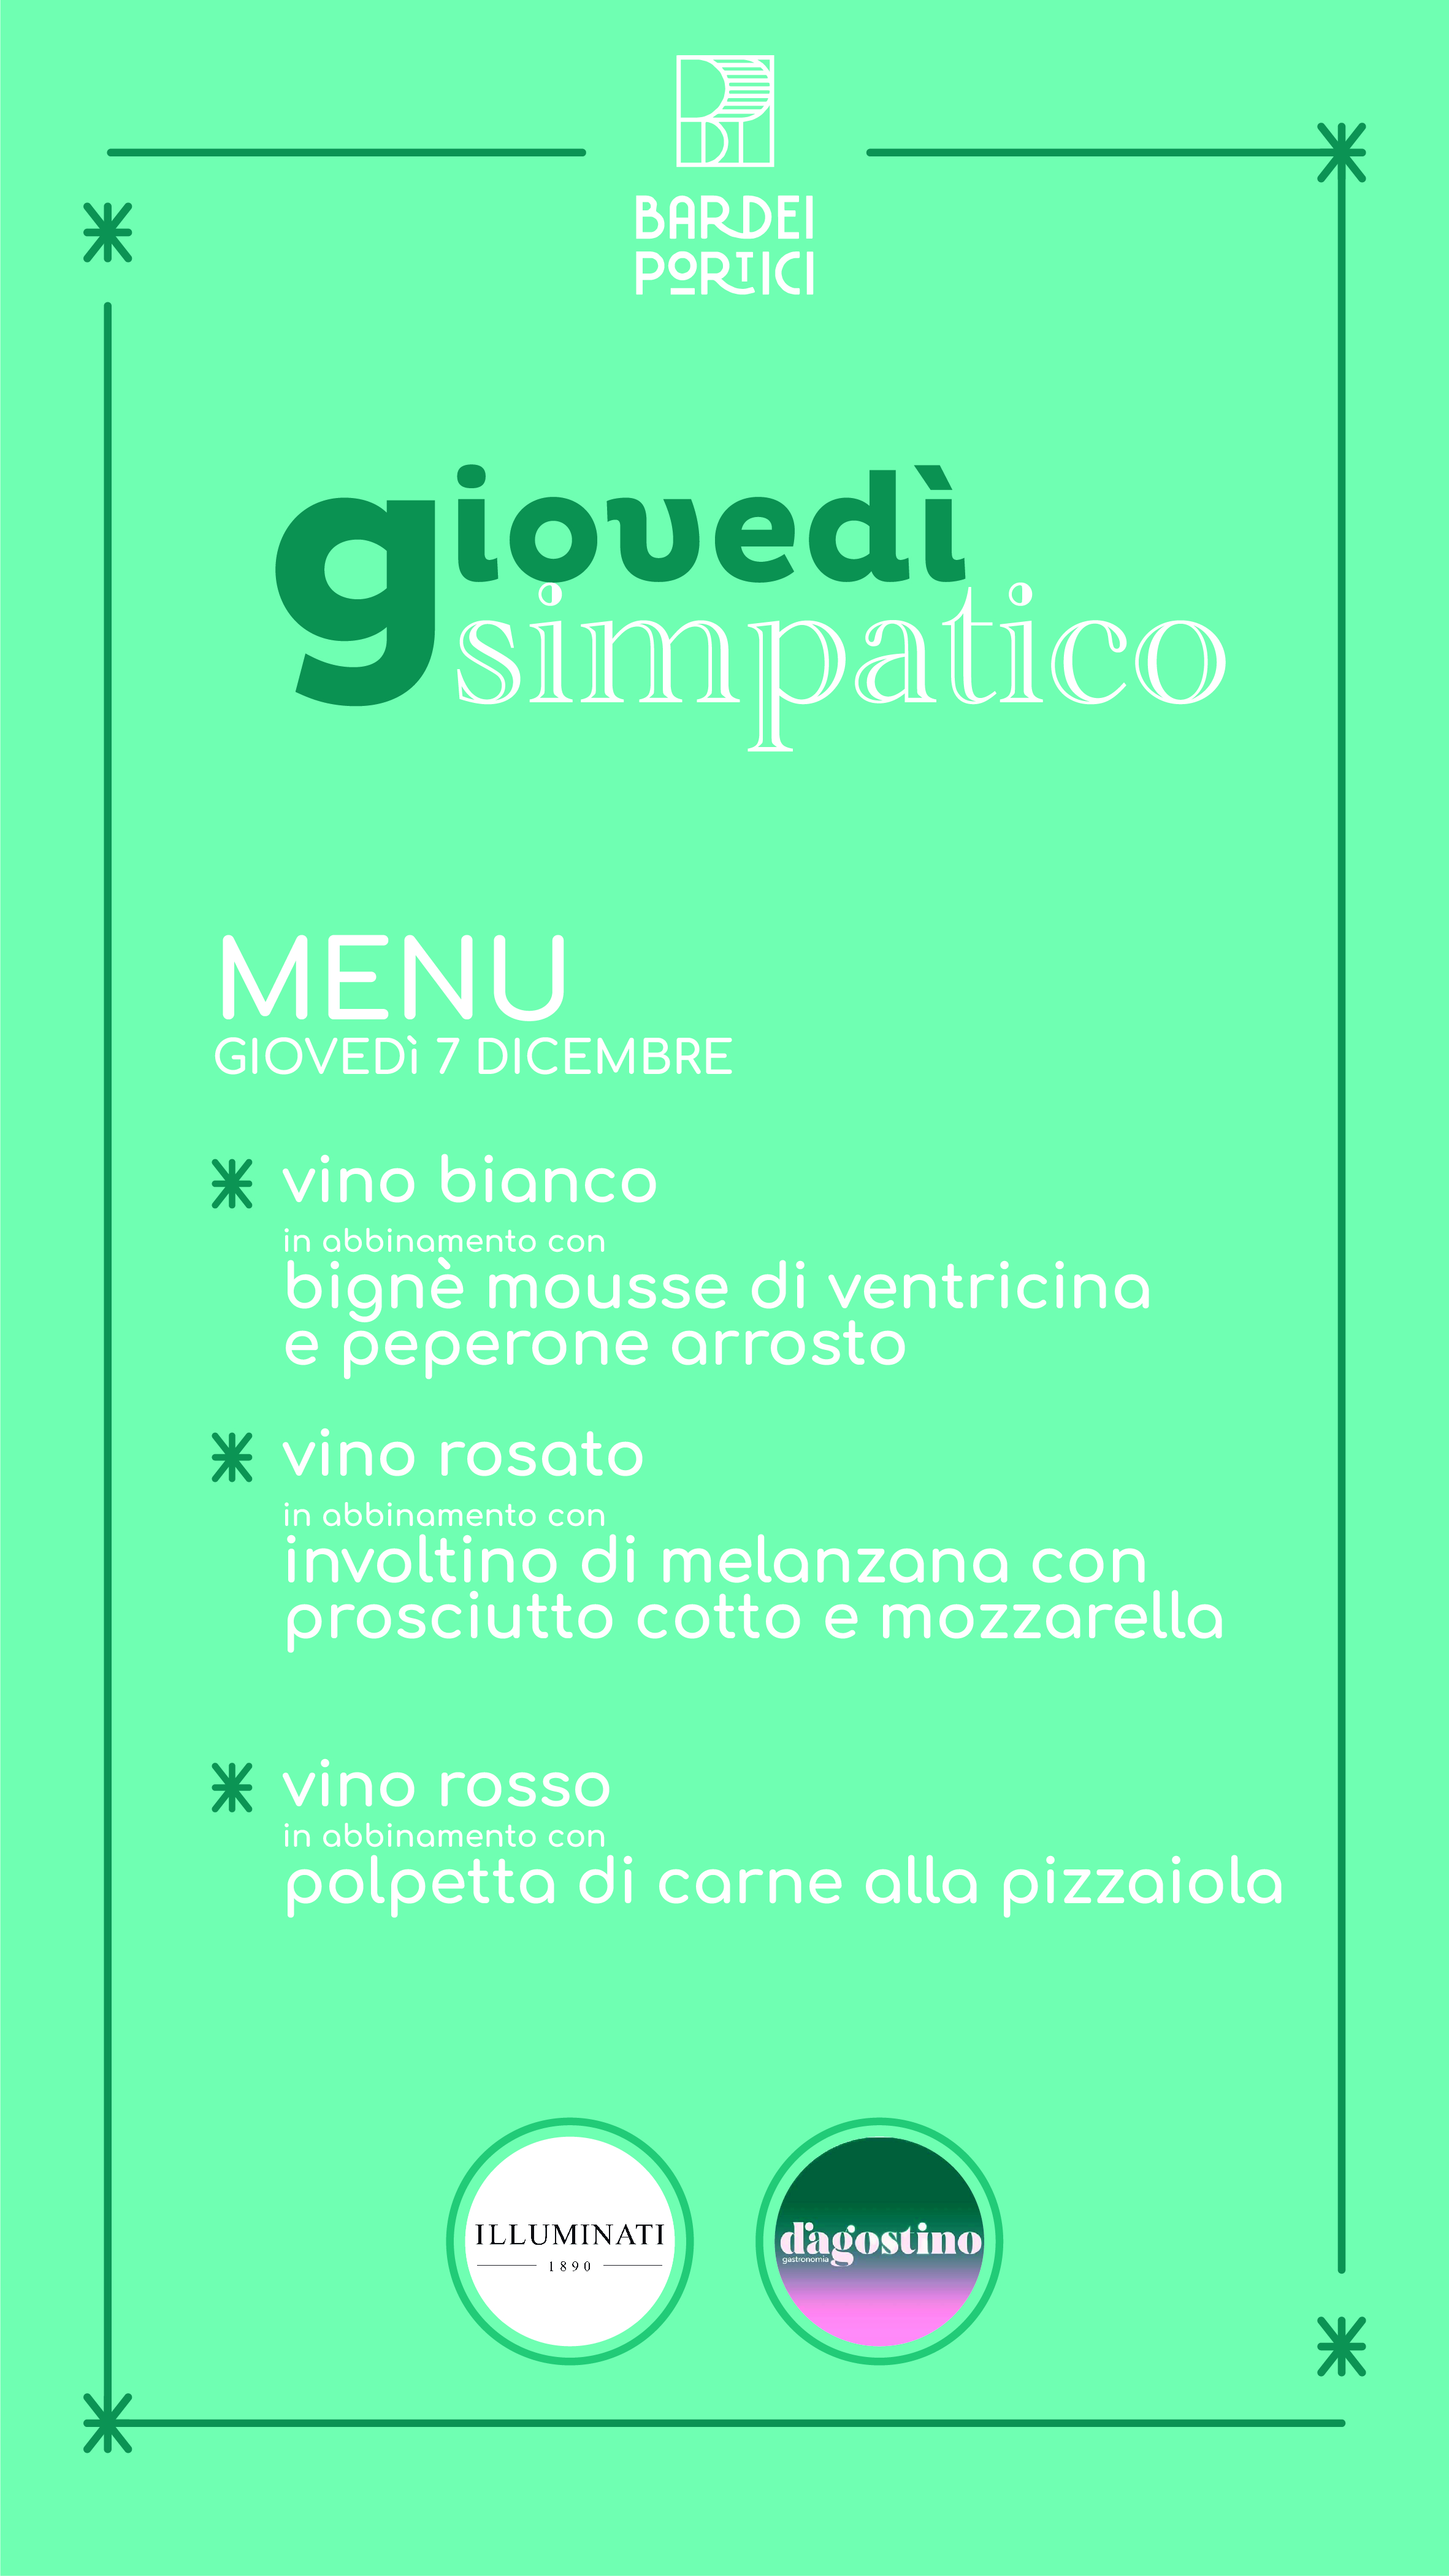 BARDEI
PORTICI
giovedì
simpatico
MENU
GIOVEDì 7 DICEMBRE
vino bianco
in abbinamento con
bignè mousse di ventricina
e peperone arrosto
vino rosato
in abbinamento con
involtino di melanzana con
prosciutto cotto e mozzarella
vino rosso
in abbinamento con
polpetta di carne alla pizzaiola
ILLUMINATI
1890
d'agostino
gastronomia